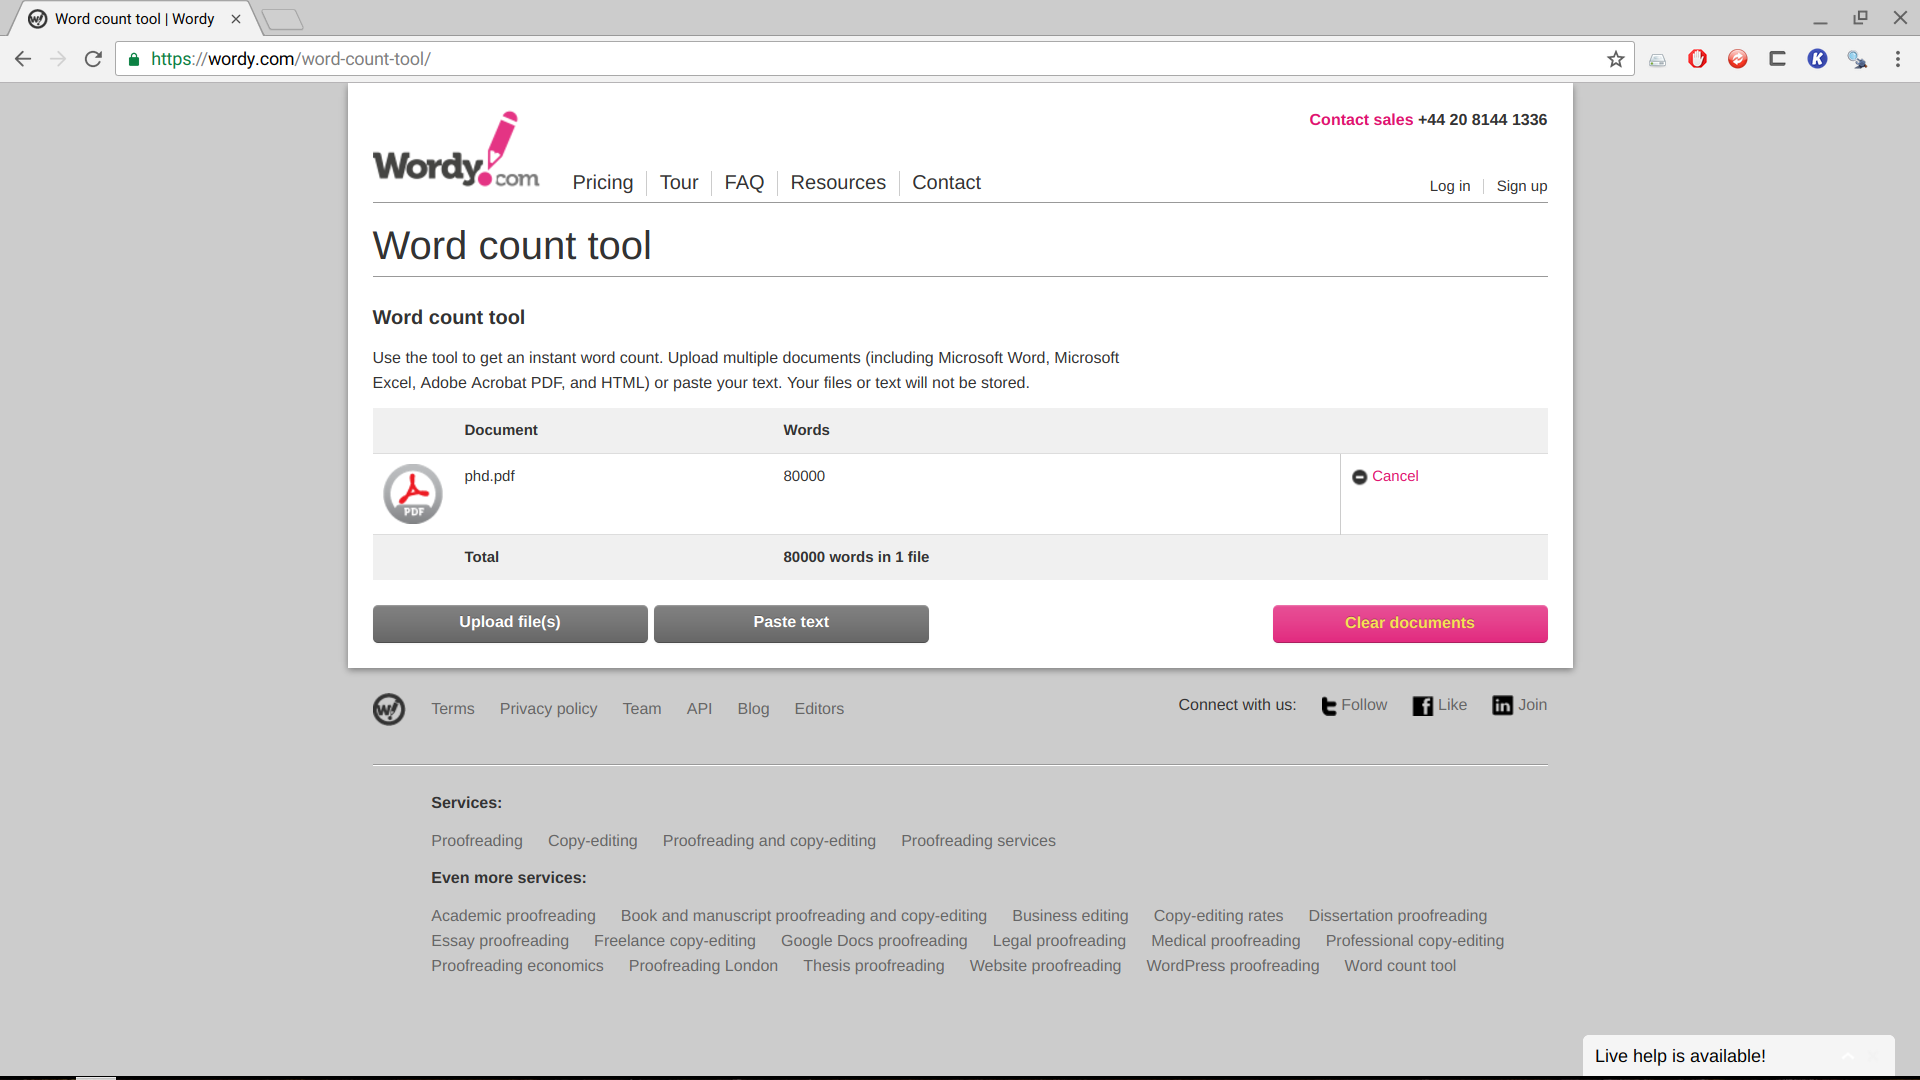 Word count tool | Wordy
https://wordy.com/word-count-tool/
Contact sales +44 20 8144 1336
Wordy.com
Pricing Tour FAQ Resources Contact
Log in Sign up
Word count tool
Word count tool
Use the tool to get an instant word count. Upload multiple documents (including Microsoft Word, Microsoft
Excel, Adobe Acrobat PDF, and HTML) or paste your text. Your files or text will not be stored.
Document Words
phd.pdf 80000 Cancel
PDF
Total 80000 words in 1 file
Upload file(s) Paste text Clear documents
Terms Privacy policy Team API Blog Editors
Connect with us: Follow Like Join
Services:
Proofreading Copy-editing Proofreading and copy-editing Proofreading services
Even more services:
Academic proofreading Book and manuscript proofreading and copy-editing Business editing Copy-editing rates Dissertation proofreading
Essay proofreading Freelance copy-editing Google Docs proofreading Legal proofreading Medical proofreading Professional copy-editing
Proofreading economics Proofreading London Thesis proofreading Website proofreading WordPress proofreading Word count tool
Live help is available!